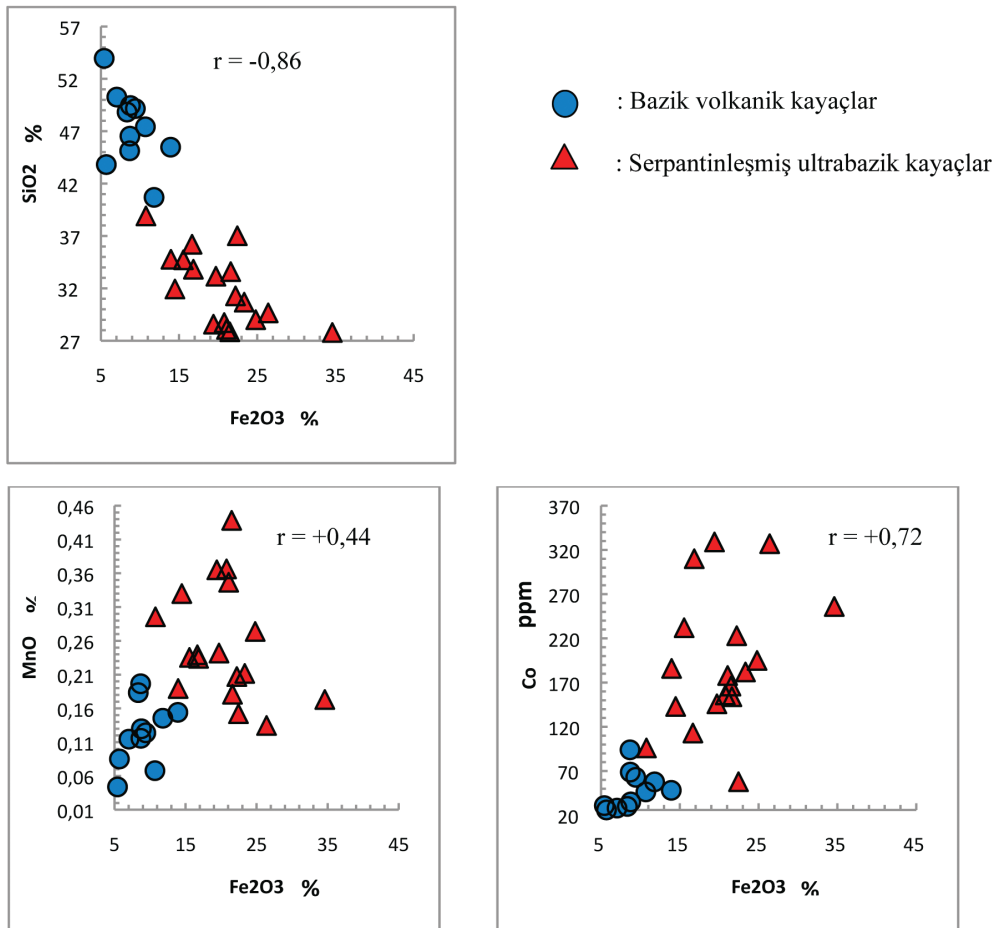 57
52
47
42
37
32
27
SiO2 %
r = -0,86
5 15 25 35 45
Fe2O3 %
: Bazik volkanik kayaçlar
: Serpantinleşmiş ultrabazik kayaçlar
0,46
0,41
0,36
0,31
0,26
0,21
0,16
0,11
0,06
0,01
MnO %
r = +0,44
5 15 25 35 45
Fe2O3 %
370
320
270
220
170
120
70
20
Co ppm
r = +0,72
5 15 25 35 45
Fe2O3 %